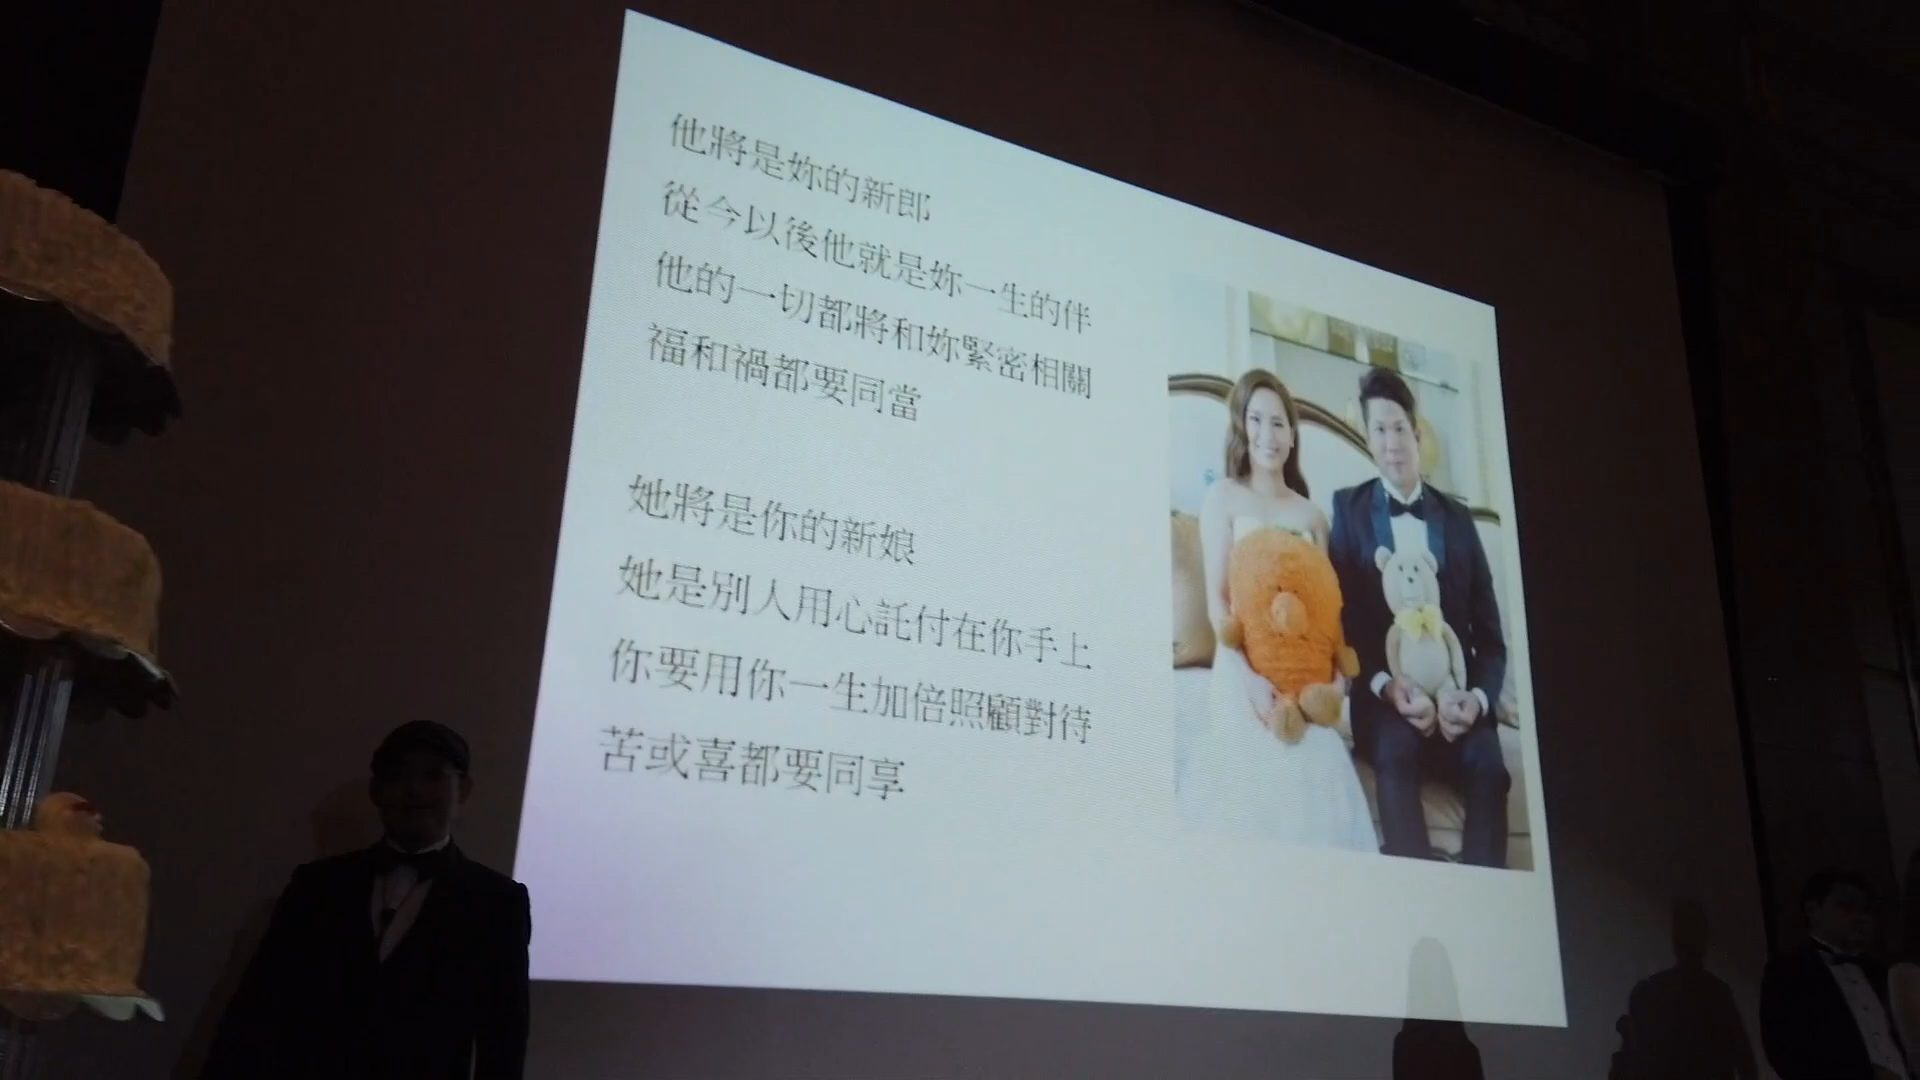 他將是妳的新郎
從今以後他就是妳一生的伴
他的一切都將和妳緊密相關
福和禍都要同當
她將是你的新娘
她是別人用心託付在你手上
你要用你一生加倍照顧對待
苦或喜都要同享